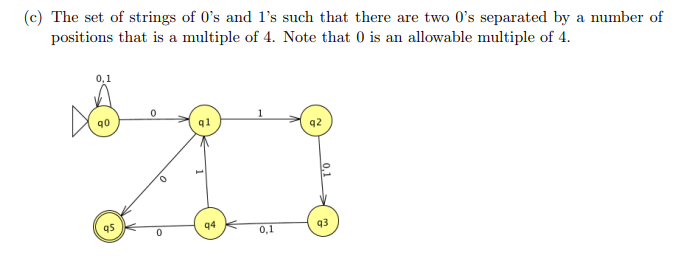 (c) The set of strings of 0's and 1's such that there are two 0's separated by a number of
positions that is a multiple of 4. Note that 0 is an allowable multiple of 4.
0,1
q0
0
q1
1
q2
0
1
0,1
q5
0
q4
0,1
q3